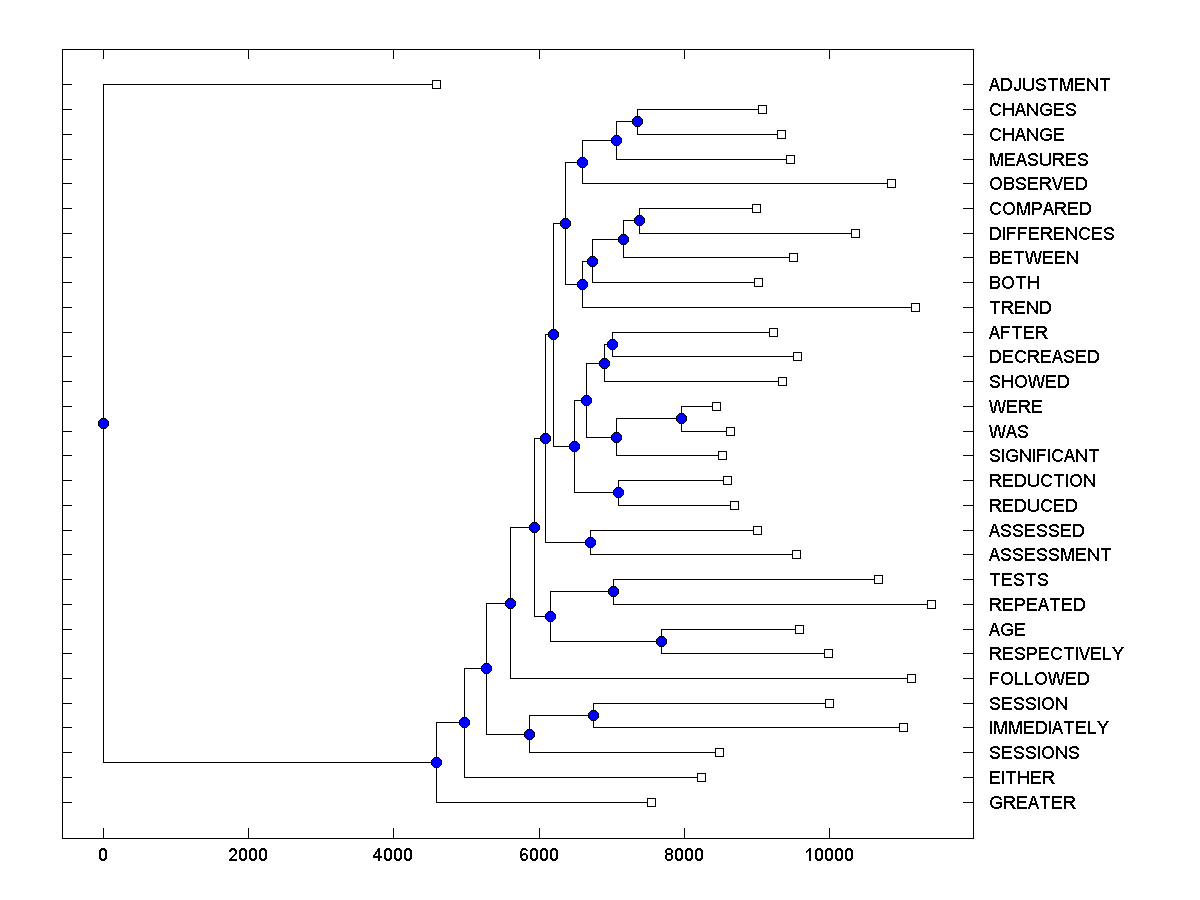 ADJUSTMENT
CHANGES
CHANGE
MEASURES
OBSERVED
COMPARED
DIFFERENCES
BETWEEN
BOTH
TREND
AFTER
DECREASED
SHOWED
WERE
WAS
SIGNIFICANT
REDUCTION
REDUCED
ASSESSED
ASSESSMENT
TESTS
REPEATED
AGE
RESPECTIVELY
FOLLOWED
SESSION
IMMEDIATELY
SESSIONS
EITHER
GREATER
0 2000 4000 6000 8000 10000